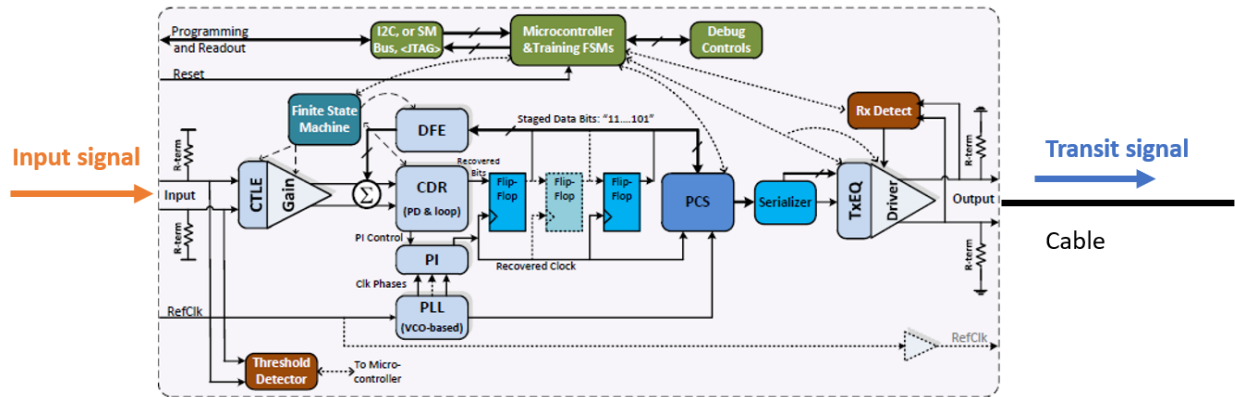 Programming
and Readout
I2C, or SM
Bus, <JTAG>
Microcontroller
&Training FSMs
Debug
Controls
Reset
Finite State
Machine
DFE
Staged Data Bits: "11....101"
Rx Detect
R-term
R-term
Input signal
Transit signal
Input
CTLE
Gain
Σ
CDR
(PD & loop)
Recovered
Bits
Flip-
Flop
Flip-
Flop
Flip-
Flop
PCS
Serializer
TxEQ
Driver
Output
Cable
R-term
R-term
PI Control
PI
Recovered Clock
Clk Phases
RefClk
PLL
(VCO-based)
RefClk
Threshold
Detector
To Micro-
controller